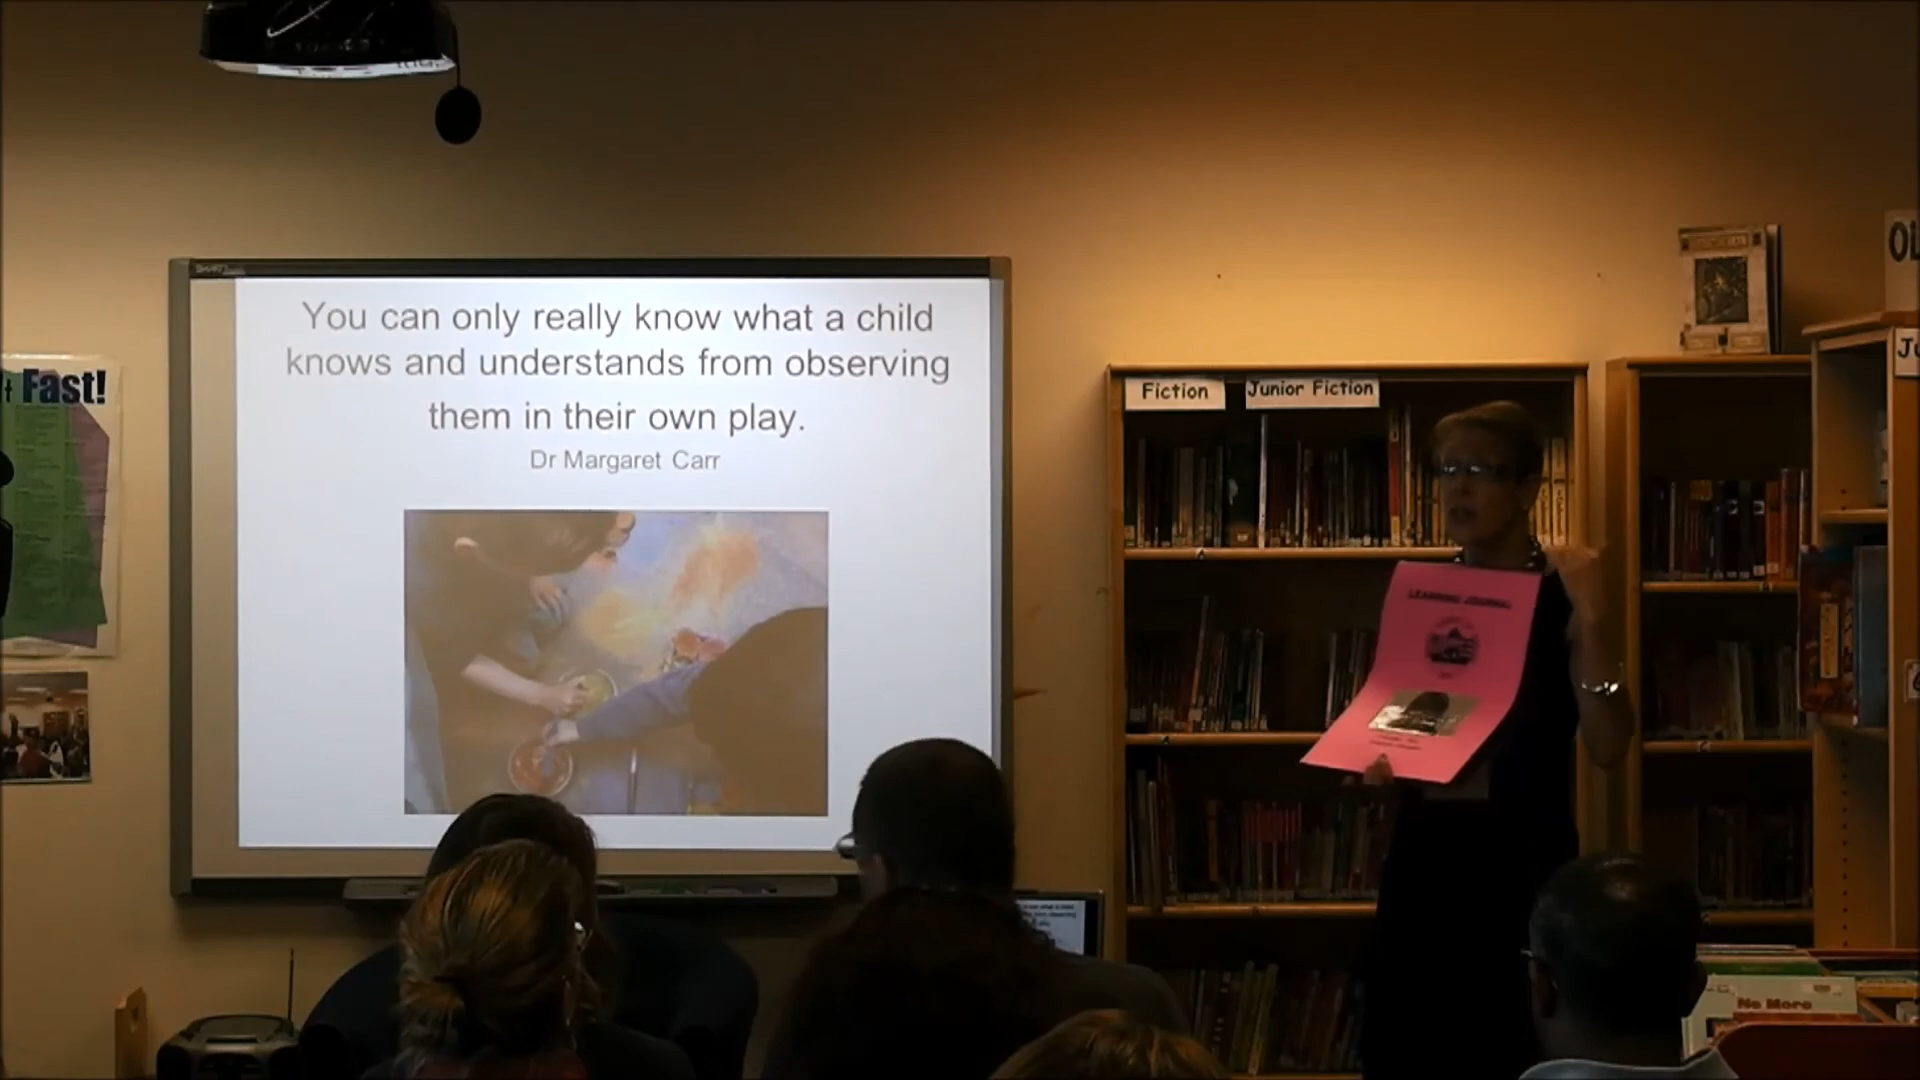 You can only really know what a child
knows and understands from observing
them in their own play.
Dr Margaret Carr
Fast!
Fiction
Junior Fiction
LEARNING JOURNAL
No More